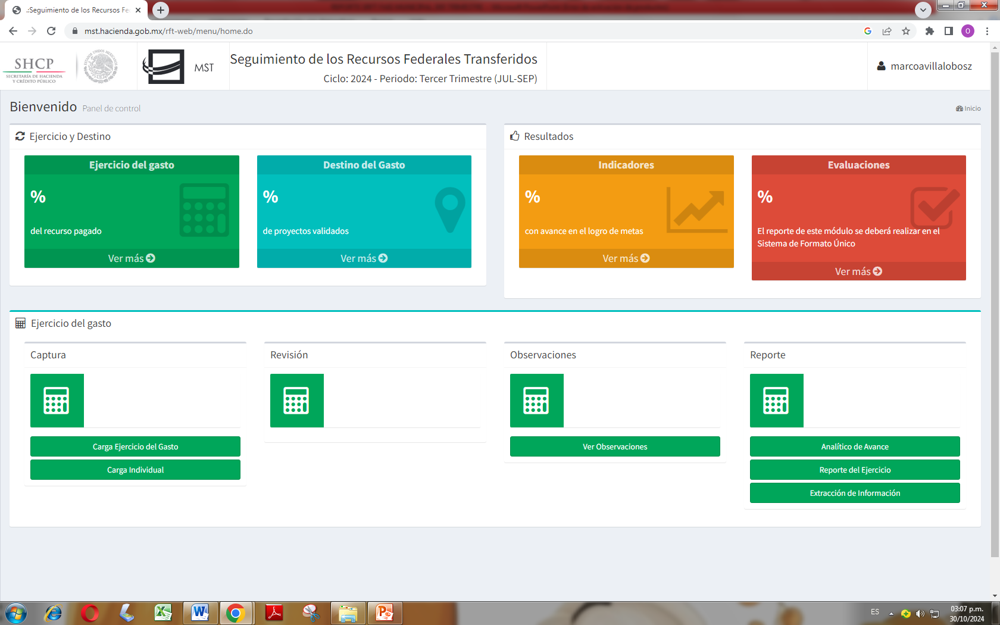 .:Seguimiento de los Recursos Fe
mst.hacienda.gob.mx/rft-web/menu/home.do
O
SHCP
SECRETARÍA DE HACIENDA
Y CRÉDITO PÚBLICO
ESTADOS UNIDOS MEXICANOS
MST
Seguimiento de los Recursos Federales Transferidos
Ciclo: 2024 - Periodo: Tercer Trimestre (JUL-SEP)
marcoavillalobosz
Bienvenido Panel de control
Inicio
Ejercicio y Destino
Ejercicio del gasto
%
del recurso pagado
Ver más
Destino del Gasto
%
de proyectos validados
Ver más
Resultados
Indicadores
%
con avance en el logro de metas
Ver más
Evaluaciones
%
El reporte de este módulo se deberá realizar en el
Sistema de Formato Único
Ver más
Ejercicio del gasto
Captura
Carga Ejercicio del Gasto
Carga Individual
Revisión
Observaciones
Ver Observaciones
Reporte
Analítico de Avance
Reporte del Ejercicio
Extracción de Información
ES
03:07 p.m.
30/10/2024